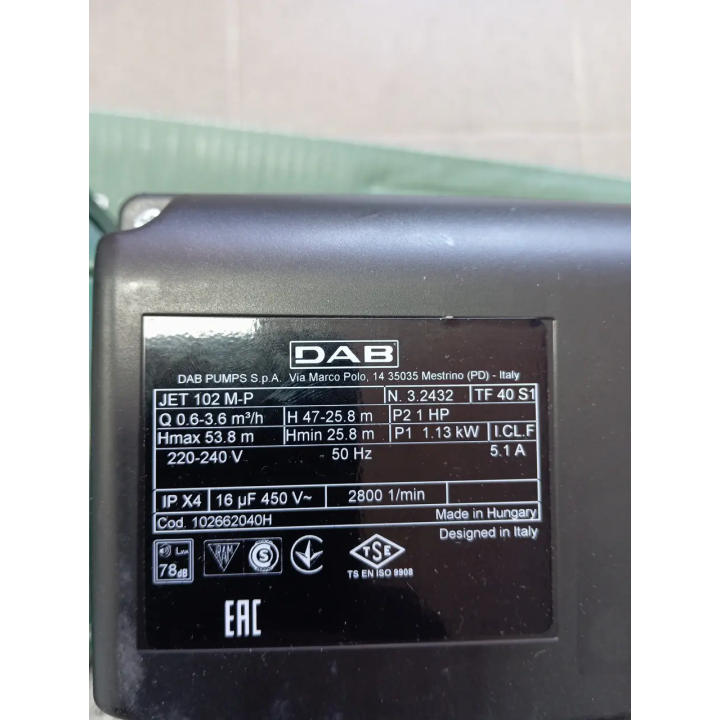 DAB
DAB PUMPS S.p.A. Via Marco Polo, 14 35035 Mestrino (PD) - Italy
JET 102 M-P N. 3.2432 TF 40 S1
Q 0.6-3.6 m³/h H 47-25.8 m P2 1 HP
Hmax 53.8 m Hmin 25.8 m P1 1.13 kW I.CL.F
220-240 V 50 Hz 5.1 A
IP X4 16 µF 450 V~ 2800 1/min
Cod. 102662040H Made in Hungary
Designed in Italy
LWA
78dB
RAM
S
TSE
TS EN ISO 9908
EAC